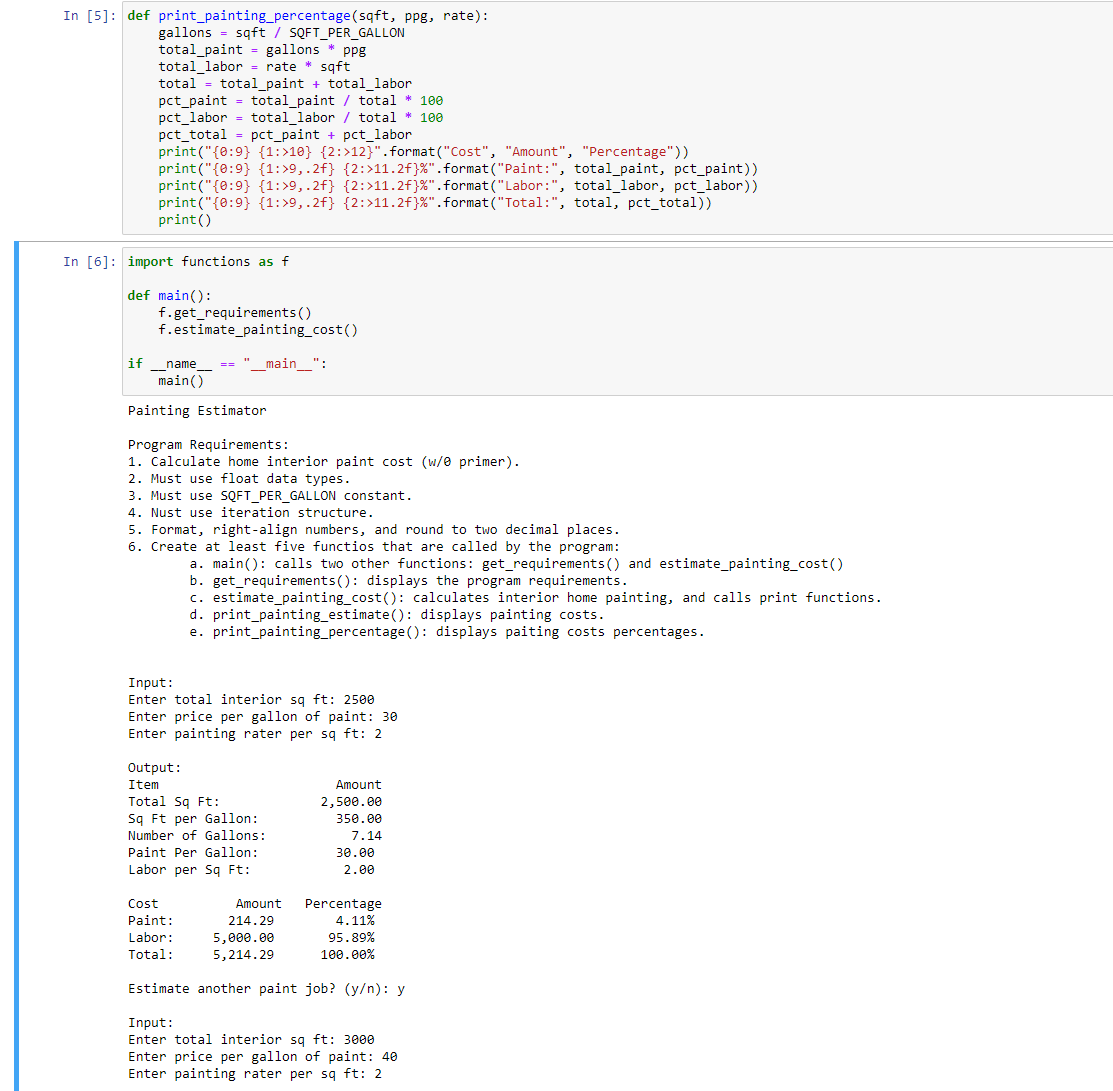 In [5]: def print_painting_percentage(sqft, ppg, rate):
    gallons = sqft / SQFT_PER_GALLON
    total_paint = gallons * ppg
    total_labor = rate * sqft
    total = total_paint + total_labor
    pct_paint = total_paint / total * 100
    pct_labor = total_labor / total * 100
    pct_total = pct_paint + pct_labor
    print("{0:9} {1:>10} {2:>12}".format("Cost", "Amount", "Percentage"))
    print("{0:9} {1:>9,.2f} {2:>11.2f}%".format("Paint:", total_paint, pct_paint))
    print("{0:9} {1:>9,.2f} {2:>11.2f}%".format("Labor:", total_labor, pct_labor))
    print("{0:9} {1:>9,.2f} {2:>11.2f}%".format("Total:", total, pct_total))
    print()
In [6]: import functions as f
def main():
    f.get_requirements()
    f.estimate_painting_cost()
if __name__ == "__main__":
    main()
Painting Estimator
Program Requirements:
1. Calculate home interior paint cost (w/0 primer).
2. Must use float data types.
3. Must use SQFT_PER_GALLON constant.
4. Nust use iteration structure.
5. Format, right-align numbers, and round to two decimal places.
6. Create at least five functios that are called by the program:
        a. main(): calls two other functions: get_requirements() and estimate_painting_cost()
        b. get_requirements(): displays the program requirements.
        c. estimate_painting_cost(): calculates interior home painting, and calls print functions.
        d. print_painting_estimate(): displays painting costs.
        e. print_painting_percentage(): displays paiting costs percentages.
Input:
Enter total interior sq ft: 2500
Enter price per gallon of paint: 30
Enter painting rater per sq ft: 2
Output:
Item                       Amount
Total Sq Ft:             2,500.00
Sq Ft per Gallon:          350.00
Number of Gallons:           7.14
Paint Per Gallon:          30.00
Labor per Sq Ft:            2.00
Cost          Amount   Percentage
Paint:       214.29        4.11%
Labor:     5,000.00       95.89%
Total:     5,214.29      100.00%
Estimate another paint job? (y/n): y
Input:
Enter total interior sq ft: 3000
Enter price per gallon of paint: 40
Enter painting rater per sq ft: 2